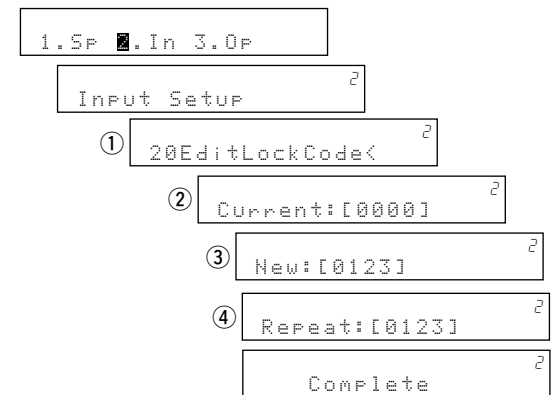 1.Sp 2.In 3.Op
2
Input Setup
① 2
20EditLockCode<
② 2
Current:[0000]
③ 2
New:[0123]
④ 2
Repeat:[0123]
2
Complete